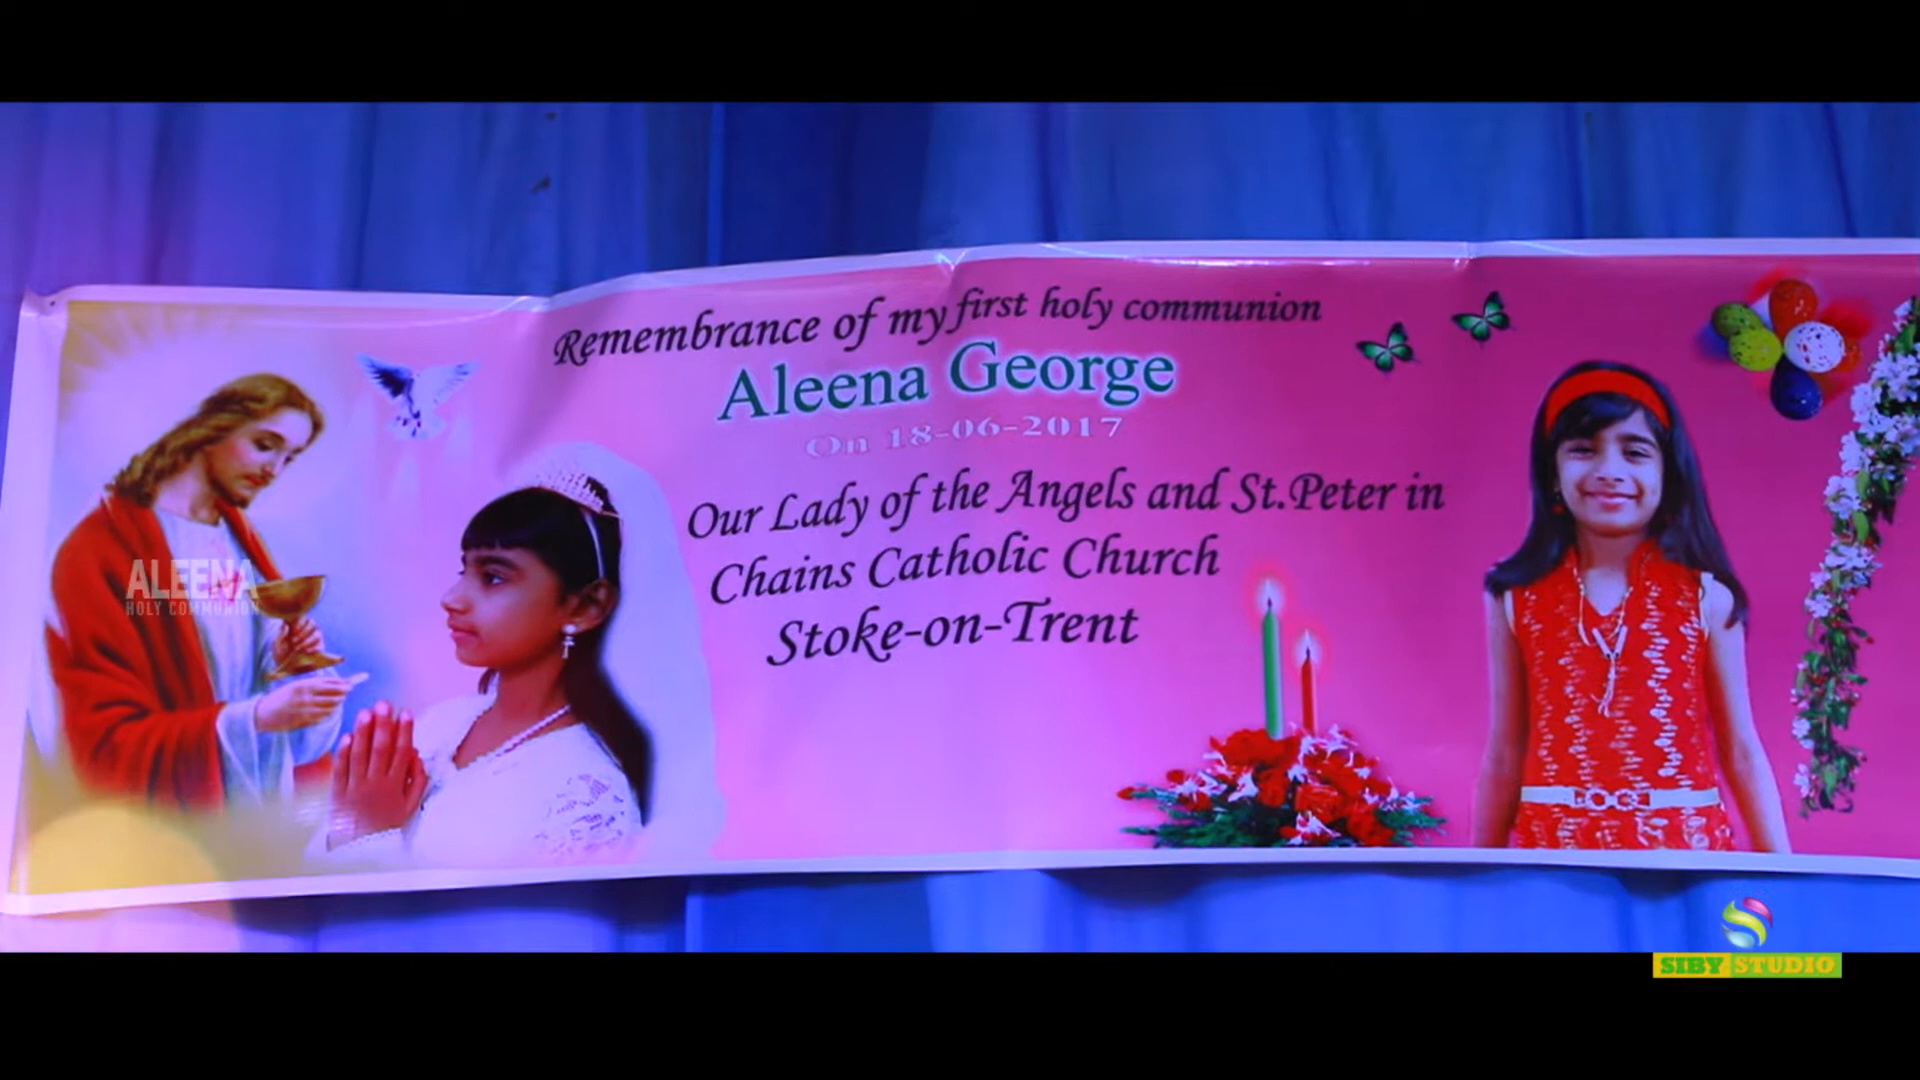 Remembrance of my first holy communion
Aleena George
On 18-06-2017
Our Lady of the Angels and St.Peter in
Chains Catholic Church
Stoke-on-Trent
ALEENA
HOLY COMMUNION
SIBY STUDIO